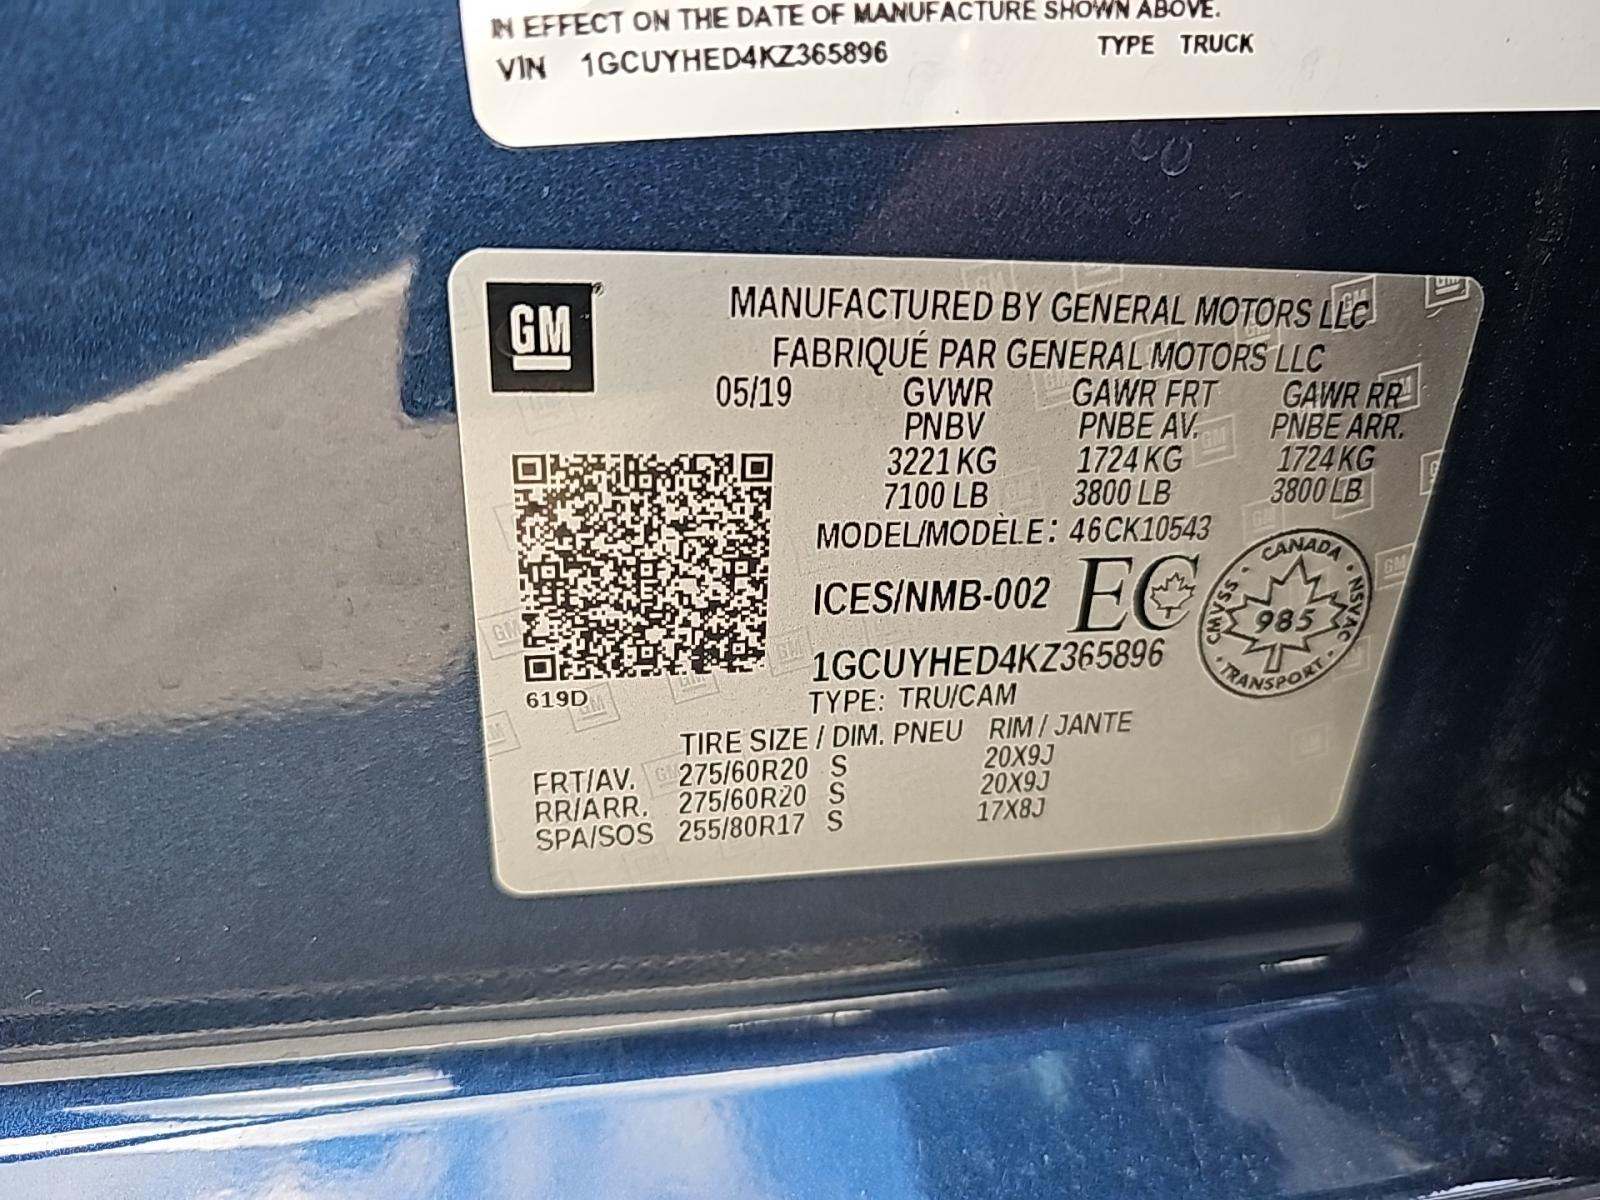 IN EFFECT ON THE DATE OF MANUFACTURE SHOWN ABOVE.
VIN 1GCUYHED4KZ365896 TYPE TRUCK
GM
MANUFACTURED BY GENERAL MOTORS LLC
FABRIQUÉ PAR GENERAL MOTORS LLC
05/19 GVWR GAWR FRT GAWR RR
PNBV PNBE AV. PNBE ARR.
3221 KG 1724 KG 1724 KG
7100 LB 3800 LB 3800 LB
MODEL/MODÈLE: 46CK10543
ICES/NMB-002 EC
CANADA
CMVSS 985 NSVAC
TRANSPORT
1GCUYHED4KZ365896
619D
TYPE: TRU/CAM
TIRE SIZE / DIM. PNEU RIM / JANTE
FRT/AV. 275/60R20 S 20X9J
RR/ARR. 275/60R20 S 20X9J
SPA/SOS 255/80R17 S 17X8J